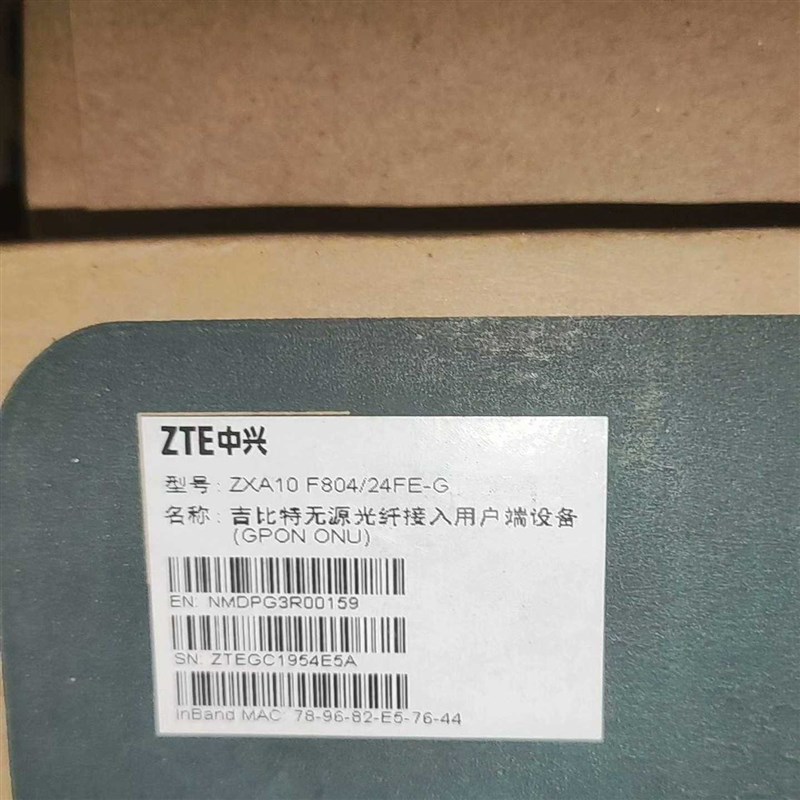 ZTE中兴
型号: ZXA10 F804/24FE-G
名称: 吉比特无源光纤接入用户端设备
(GPON ONU)
EN: NMDPG3R00159
SN: ZTEGC1954E5A
InBand MAC: 78-96-82-E5-76-44